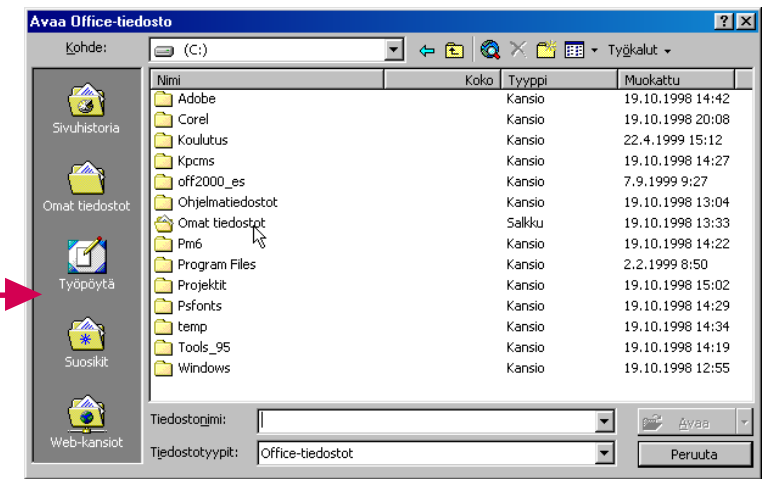 Avaa Office-tiedosto
Kohde: (C:) Työkalut
Nimi Koko Tyyppi Muokattu
Adobe Kansio 19.10.1998 14:42
Corel Kansio 19.10.1998 20:08
Koulutus Kansio 22.4.1999 15:12
Kpcms Kansio 19.10.1998 14:27
off2000_es Kansio 7.9.1999 9:27
Ohjelmatiedostot Kansio 19.10.1998 13:04
Omat tiedostot Salkku 19.10.1998 13:33
Pm6 Kansio 19.10.1998 14:22
Program Files Kansio 2.2.1999 8:50
Projektit Kansio 19.10.1998 15:02
Psfonts Kansio 19.10.1998 14:29
temp Kansio 19.10.1998 14:34
Tools_95 Kansio 19.10.1998 14:19
Windows Kansio 19.10.1998 12:55
Sivuhistoria
Omat tiedostot
Työpöytä
Suosikit
Web-kansiot
Tiedostonimi: Avaa
Tiedostotyypit: Office-tiedostot Peruuta